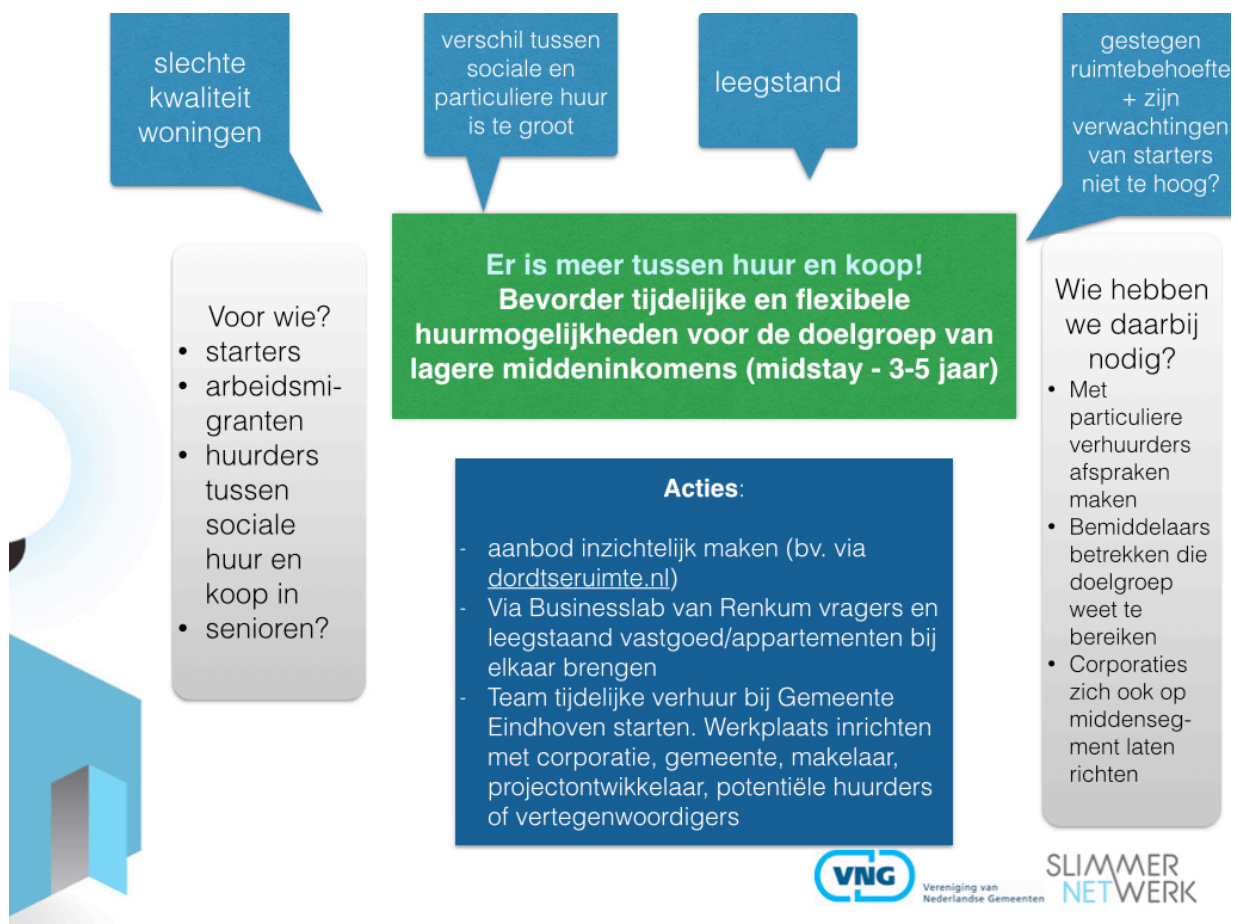 slechte
kwaliteit
woningen
verschil tussen
sociale en
particuliere huur
is te groot
leegstand
gestegen
ruimtebehoefte
+ zijn
verwachtingen
van starters
niet te hoog?
Er is meer tussen huur en koop!
Bevorder tijdelijke en flexibele
huurmogelijkheden voor de doelgroep van
lagere middeninkomens (midstay - 3-5 jaar)
Voor wie?
• starters
• arbeidsmi-
granten
• huurders
tussen
sociale
huur en
koop in
• senioren?
Acties:
- aanbod inzichtelijk maken (bv. via
dordtseruimte.nl)
- Via Businesslab van Renkum vragers en
leegstaand vastgoed/appartementen bij
elkaar brengen
- Team tijdelijke verhuur bij Gemeente
Eindhoven starten. Werkplaats inrichten
met corporatie, gemeente, makelaar,
projectontwikkelaar, potentiële huurders
of vertegenwoordigers
Wie hebben
we daarbij
nodig?
• Met
particuliere
verhuurders
afspraken
maken
• Bemiddelaars
betrekken die
doelgroep
weet te
bereiken
• Corporaties
zich ook op
middenseg-
ment laten
richten
VNG
Vereniging van
Nederlandse Gemeenten
SLIMMER
NETWERK